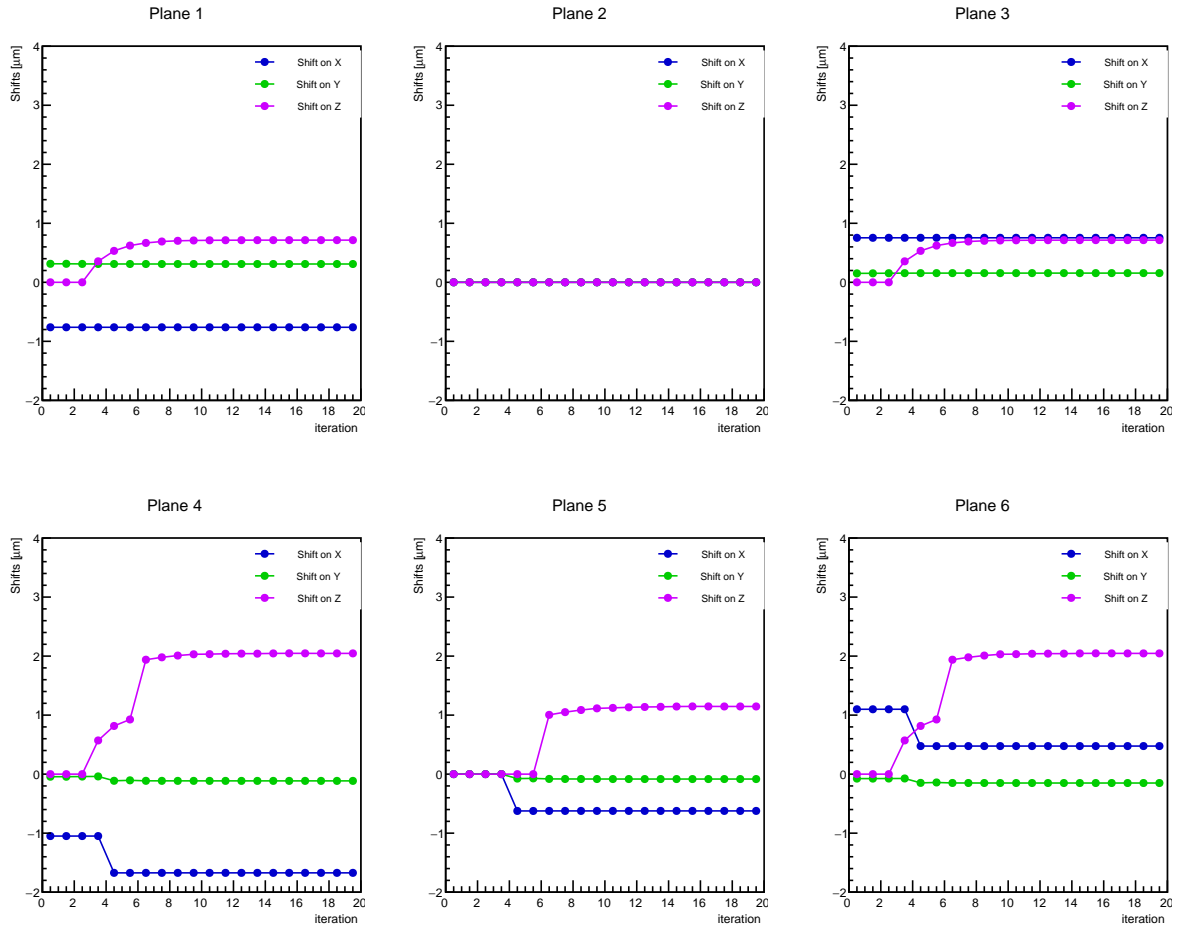 Plane 1
Shifts [μm]
4
3
2
1
0
−1
−2
0 2 4 6 8 10 12 14 16 18 20
iteration
Shift on X
Shift on Y
Shift on Z
Plane 2
Shifts [μm]
4
3
2
1
0
−1
−2
0 2 4 6 8 10 12 14 16 18 20
iteration
Shift on X
Shift on Y
Shift on Z
Plane 3
Shifts [μm]
4
3
2
1
0
−1
−2
0 2 4 6 8 10 12 14 16 18 20
iteration
Shift on X
Shift on Y
Shift on Z
Plane 4
Shifts [μm]
4
3
2
1
0
−1
−2
0 2 4 6 8 10 12 14 16 18 20
iteration
Shift on X
Shift on Y
Shift on Z
Plane 5
Shifts [μm]
4
3
2
1
0
−1
−2
0 2 4 6 8 10 12 14 16 18 20
iteration
Shift on X
Shift on Y
Shift on Z
Plane 6
Shifts [μm]
4
3
2
1
0
−1
−2
0 2 4 6 8 10 12 14 16 18 20
iteration
Shift on X
Shift on Y
Shift on Z